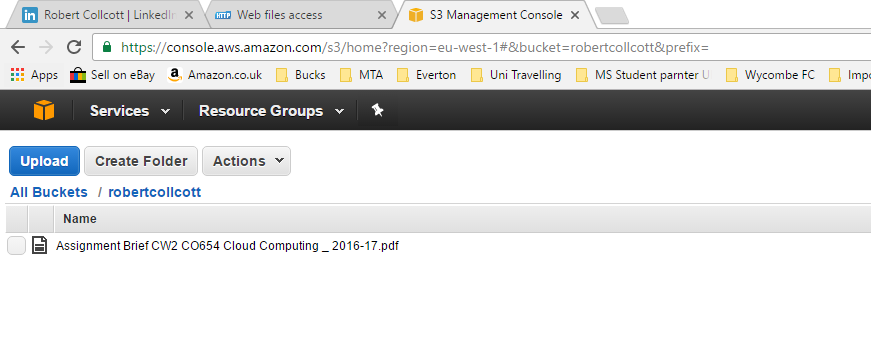 Robert Collcott | LinkedIn Web files access S3 Management Console
https://console.aws.amazon.com/s3/home?region=eu-west-1#&bucket=robertcollcott&prefix=
Apps Sell on eBay Amazon.co.uk Bucks MTA Everton Uni Travelling MS Student parnter U Wycombe FC Impo
Services Resource Groups
Upload Create Folder Actions
All Buckets / robertcollcott
Name
Assignment Brief CW2 CO654 Cloud Computing _ 2016-17.pdf